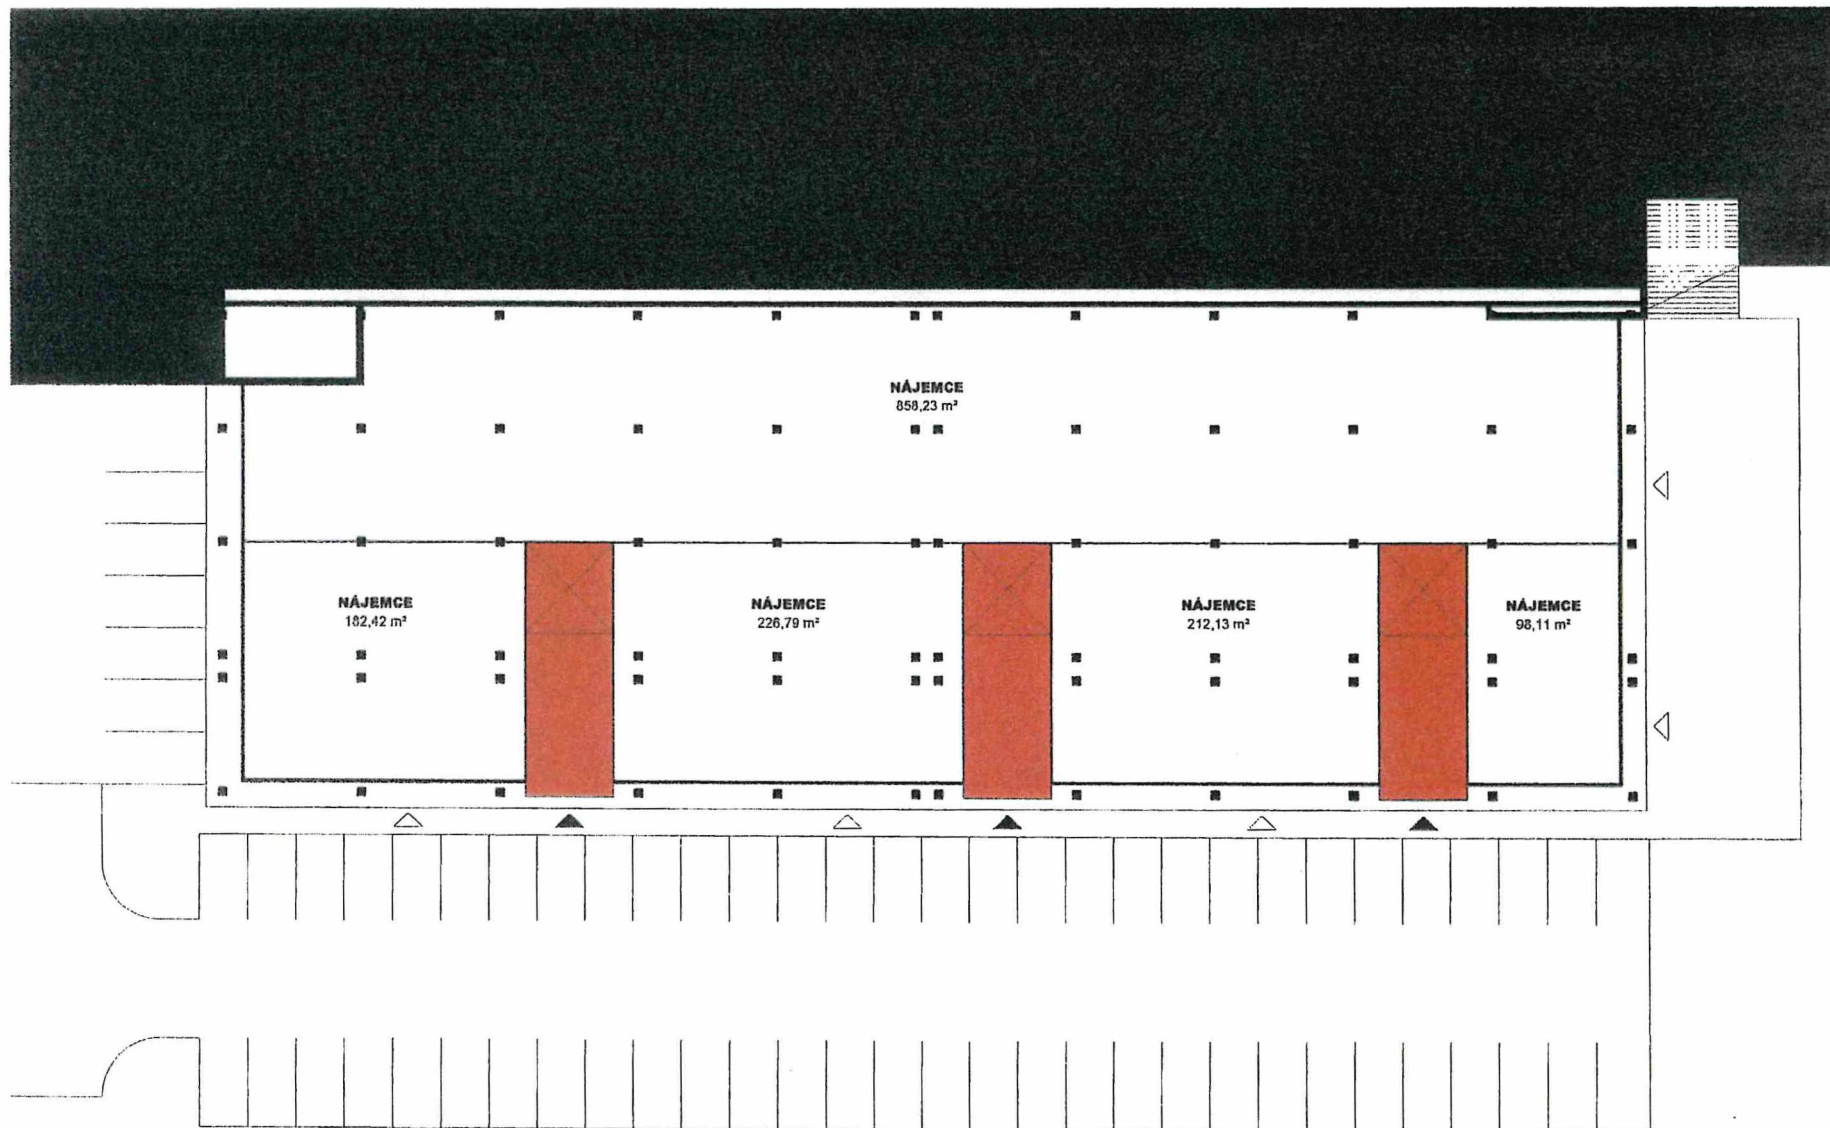 NÁJEMCE
858,23 m²
NÁJEMCE
182,42 m²
NÁJEMCE
226,79 m²
NÁJEMCE
212,13 m²
NÁJEMCE
98,11 m²